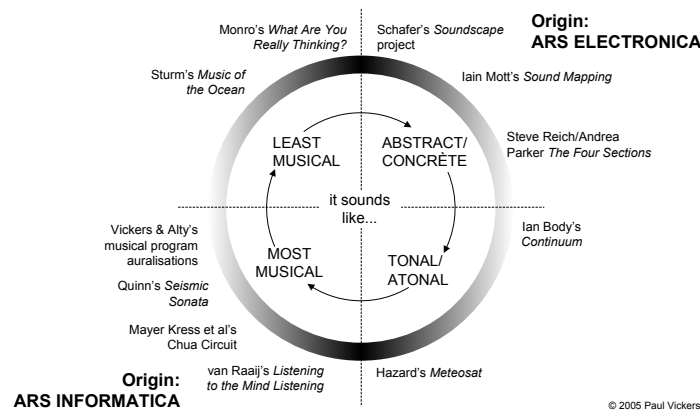 Monro's What Are You
Really Thinking?
Schafer's Soundscape
project
Origin:
ARS ELECTRONICA
Sturm's Music of
the Ocean
Iain Mott's Sound Mapping
LEAST
MUSICAL
ABSTRACT/
CONCRÈTE
Steve Reich/Andrea
Parker The Four Sections
it sounds
like...
Vickers & Alty's
musical program
auralisations
Ian Body's
Continuum
MOST
MUSICAL
TONAL/
ATONAL
Quinn's Seismic
Sonata
Mayer Kress et al's
Chua Circuit
van Raaij's Listening
to the Mind Listening
Hazard's Meteosat
Origin:
ARS INFORMATICA
© 2005 Paul Vickers